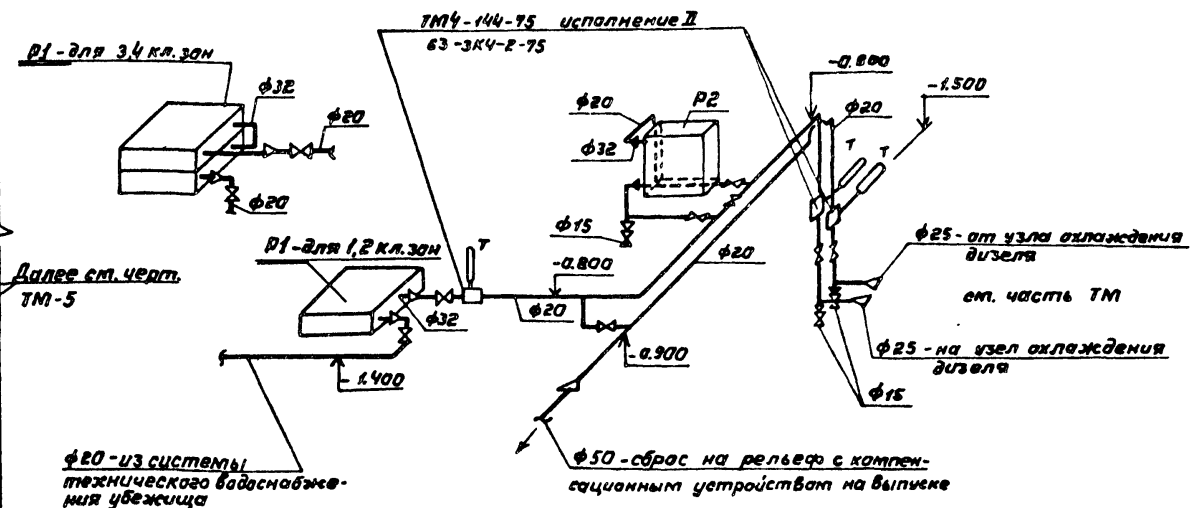 ТМ4-144-75 исполнение II
63-3К4-2-75
Р1-для 3,4 кл. зон
ф32
ф20
ф20
ф20
ф32
Р2
-0.800
ф20
-1.500
Т
Т
ф15
Р1-для 1,2 кл. зон
Т
-0.800
ф20
ф32
ф20
-0.900
-1.400
Далее см. черт.
ТМ-5
ф25-от узла охлаждения
дизеля
см. часть ТМ
ф25-на узел охлаждения
дизеля
ф15
ф20-из системы
технического водоснабже-
ния убежища
ф50-сброс на рельеф с компен-
сационным устройством на выпуске